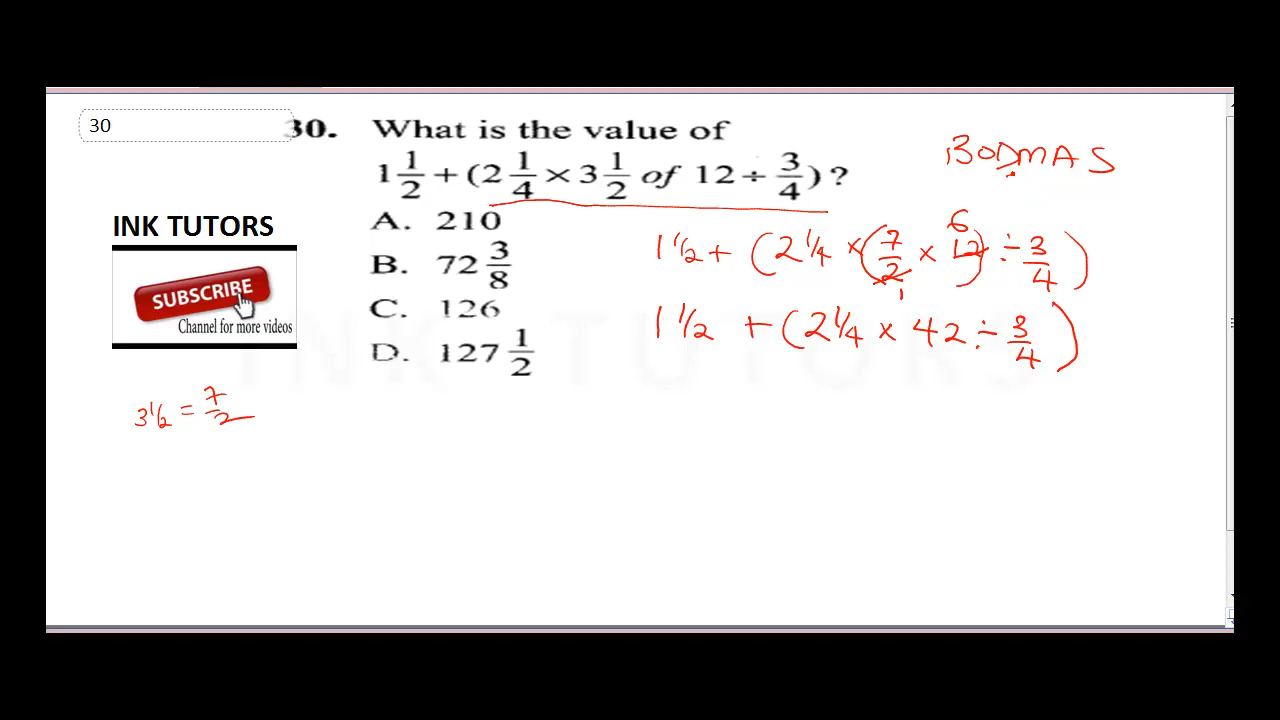 30
30. What is the value of
1 1/2 + (2 1/4 × 3 1/2 of 12 ÷ 3/4) ?
A. 210
B. 72 3/8
C. 126
D. 127 1/2
INK TUTORS
SUBSCRIBE
Channel for more videos
3 1/2 = 7/2
BODMAS
6
1 1/2 + (2 1/4 × (7/2 × 12) ÷ 3/4)
1
1 1/2 + (2 1/4 × 42 ÷ 3/4)
INK TUTORS